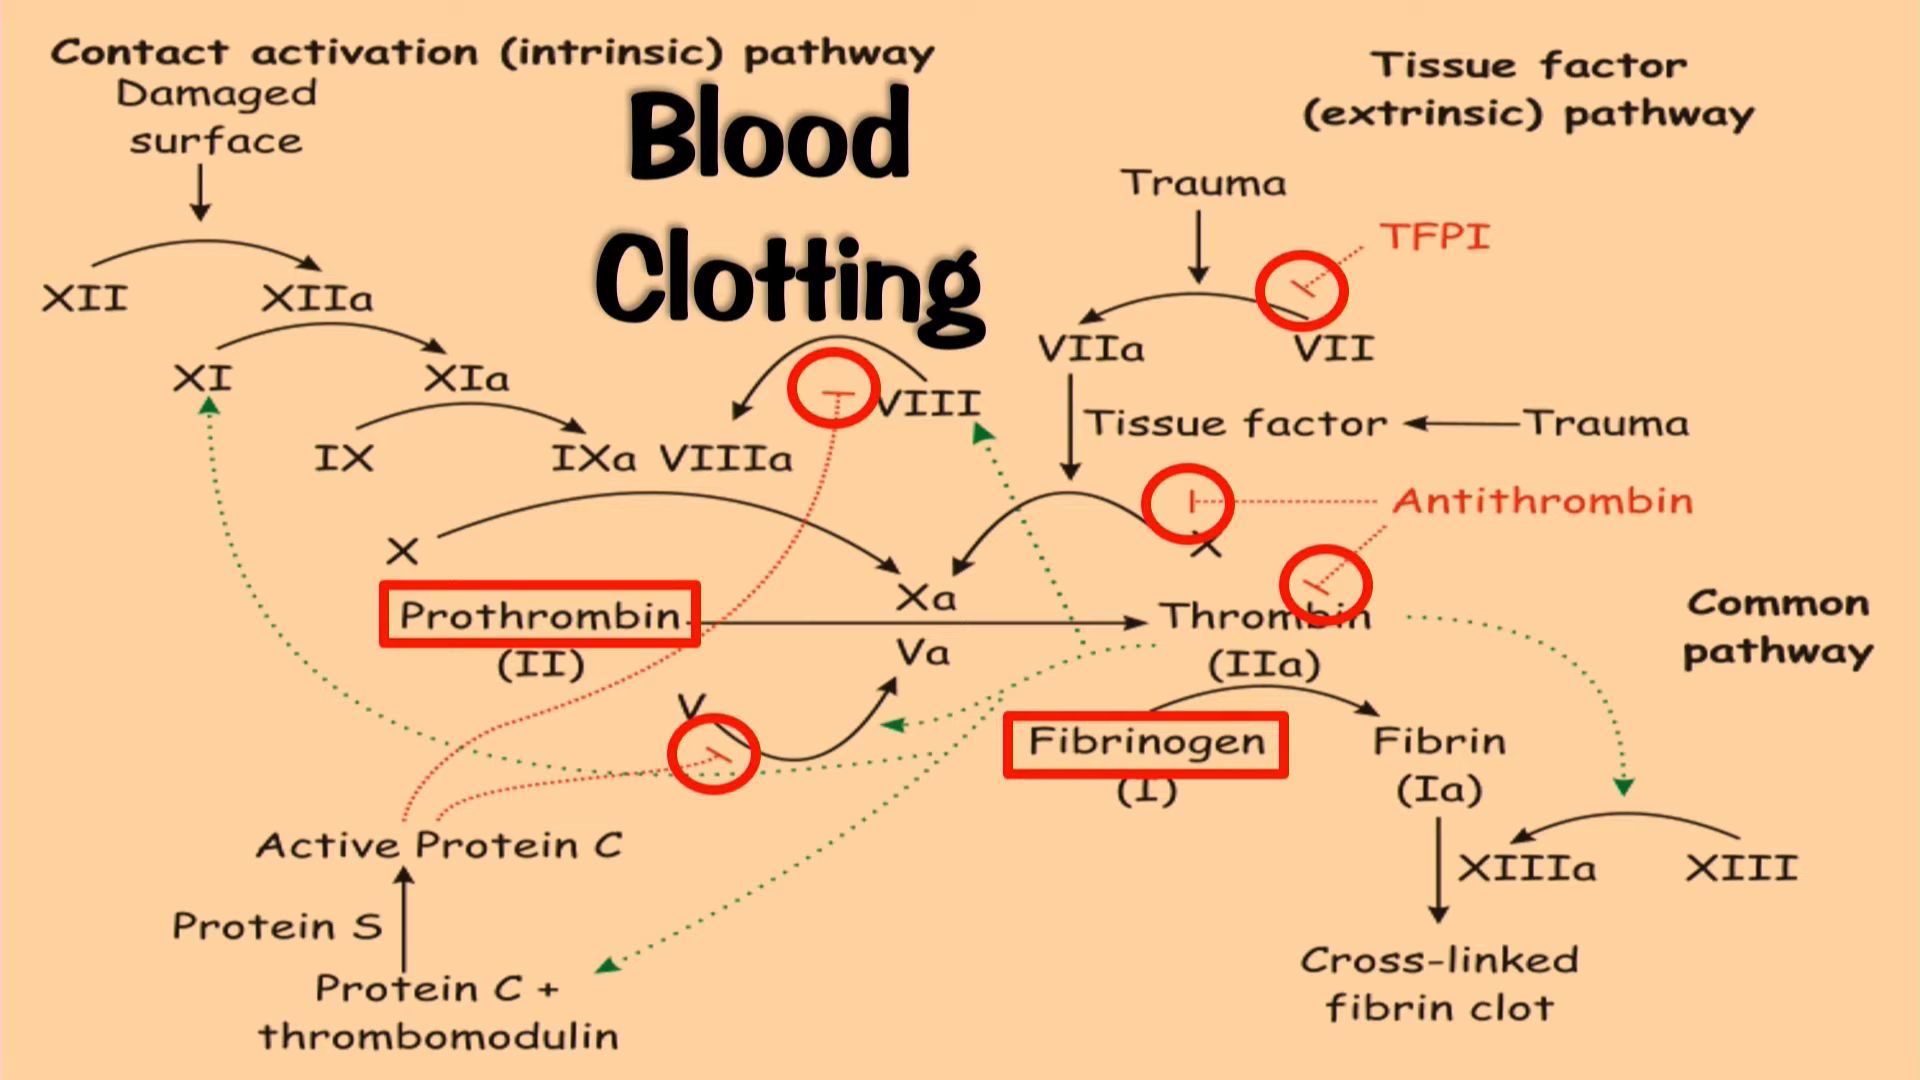 Contact activation (intrinsic) pathway
Damaged
surface
Blood
Clotting
Tissue factor
(extrinsic) pathway
Trauma
TFPI
XII
XIIa
VIIa
VII
XI
XIa
VIII
Tissue factor
Trauma
IX
IXa
VIIIa
Antithrombin
X
X
Xa
Prothrombin
(II)
Va
Thrombin
(IIa)
Common
pathway
V
Fibrinogen
(I)
Fibrin
(Ia)
Active Protein C
XIIIa
XIII
Protein S
Cross-linked
fibrin clot
Protein C +
thrombomodulin